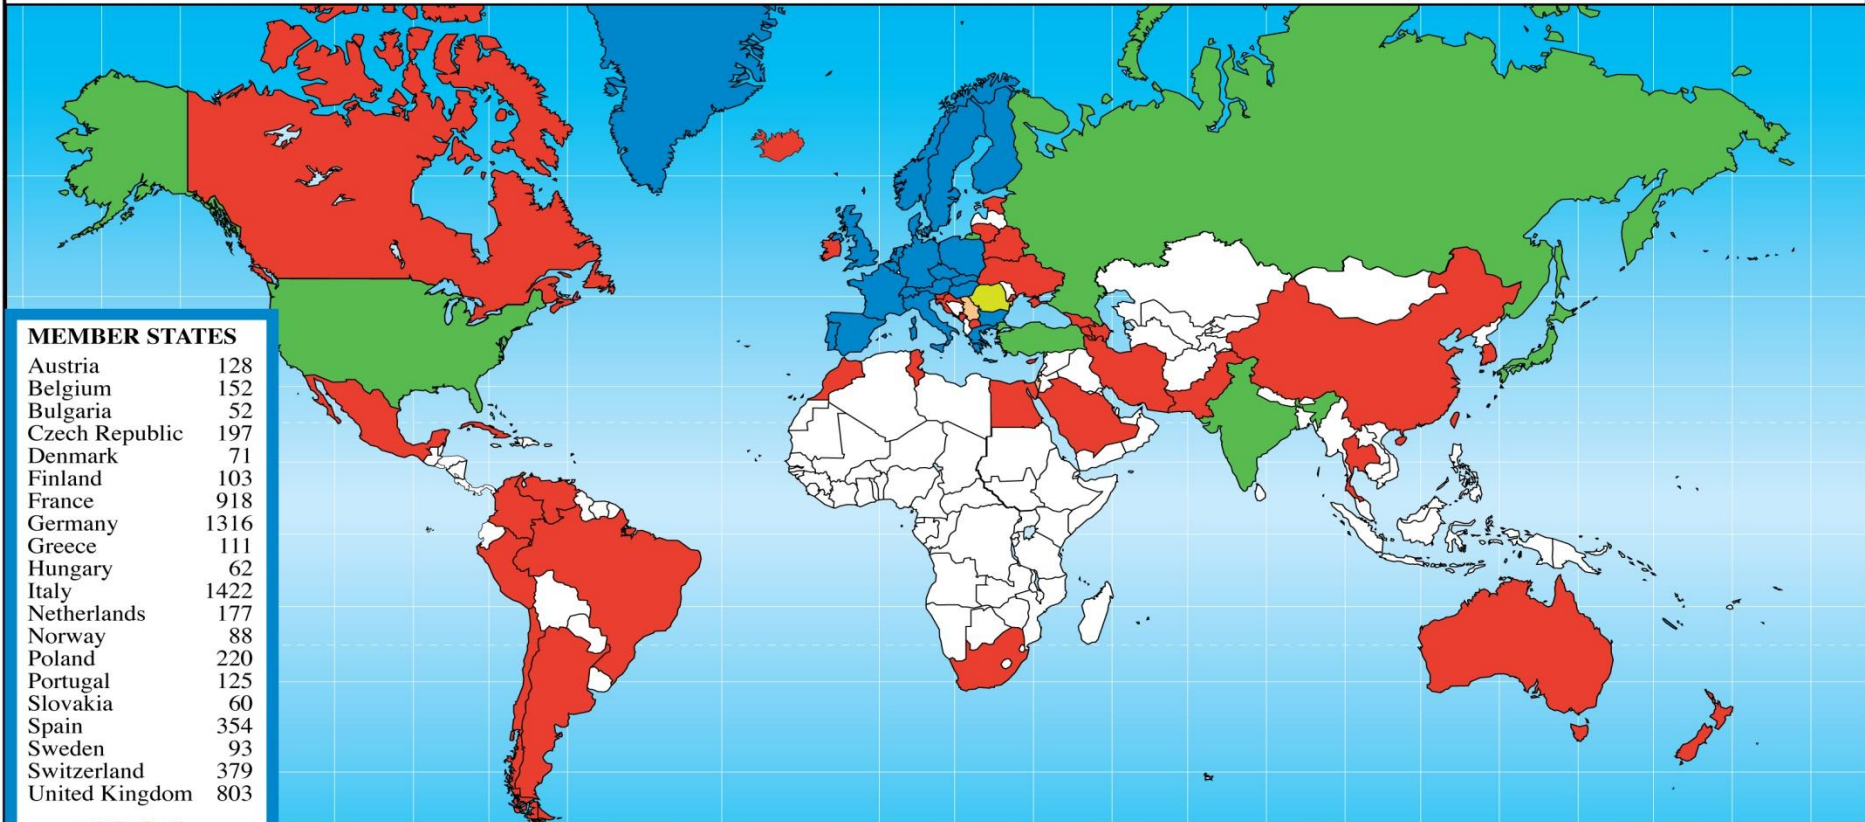 MEMBER STATES
Austria 128
Belgium 152
Bulgaria 52
Czech Republic 197
Denmark 71
Finland 103
France 918
Germany 1316
Greece 111
Hungary 62
Italy 1422
Netherlands 177
Norway 88
Poland 220
Portugal 125
Slovakia 60
Spain 354
Sweden 93
Switzerland 379
United Kingdom 803